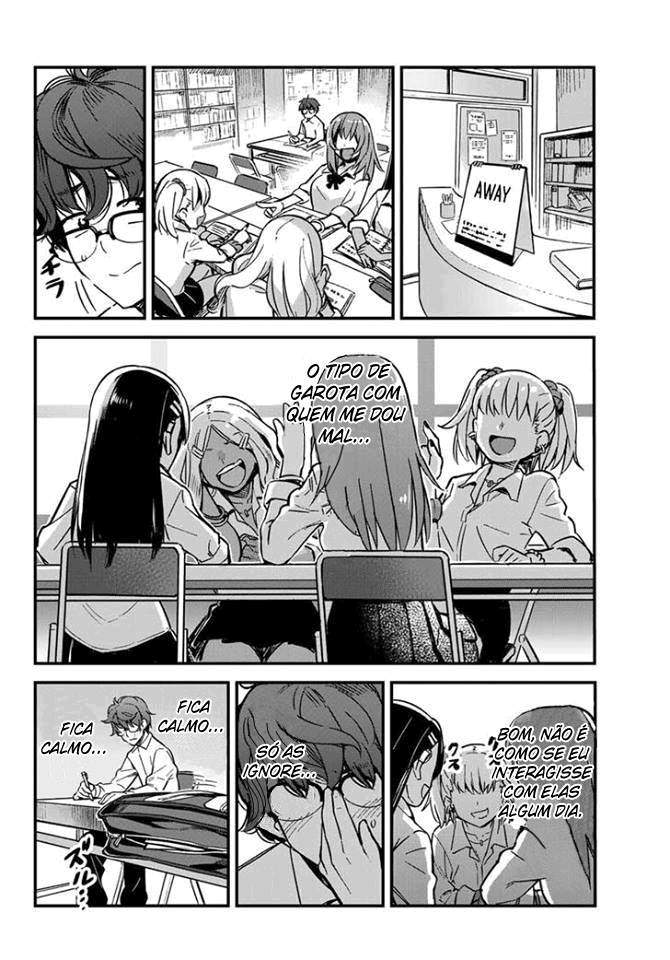 AWAY
チラ
O TIPO DE
GAROTA COM
QUEM ME DOU
MAL...
BOM, NÃO É
COMO SE EU
INTERAGISSE
COM ELAS
ALGUM DIA.
クス
SÓ AS
IGNORE...
FICA
CALMO...
FICA
CALMO...
ズル...